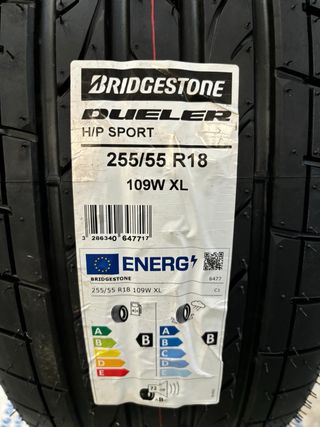 BRIDGESTONE
DUELER
H/P SPORT
255/55 R18
109W XL
3 286340 647717
ENERG
BRIDGESTONE 6477
255/55 R18 109W XL C1
A A
B B B B
C C
D D
E E
72
B